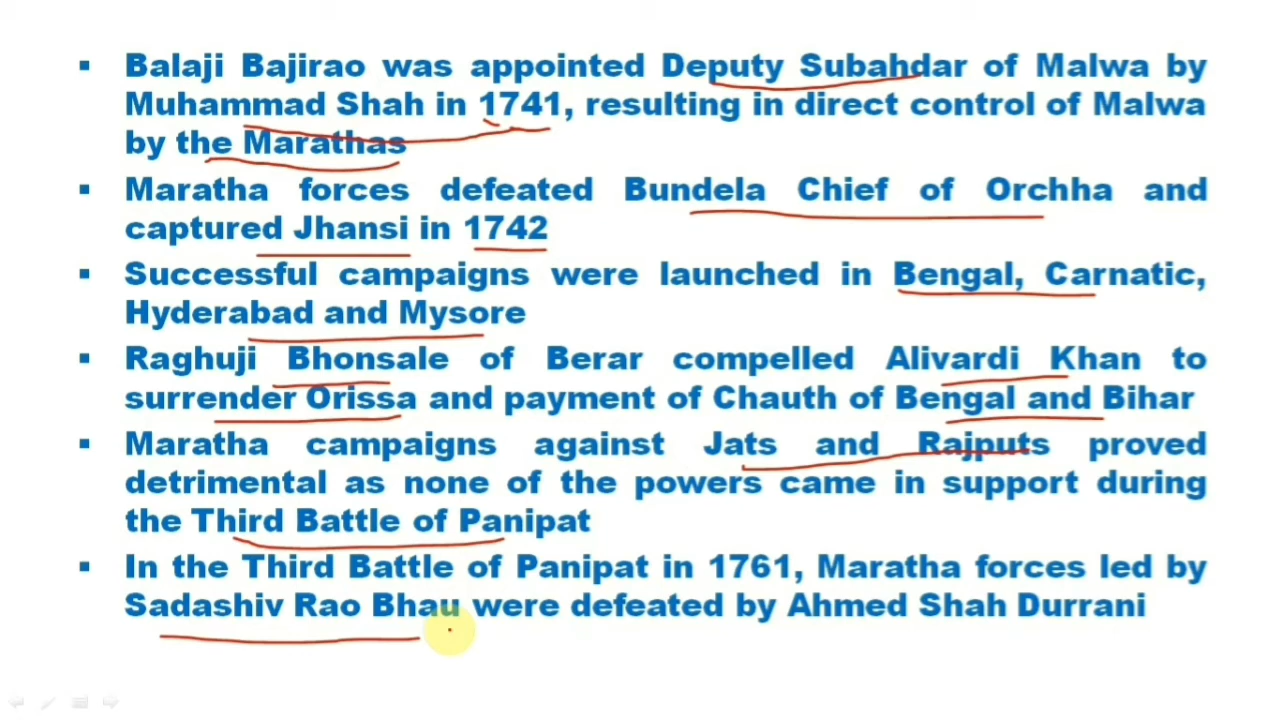 ▪ Balaji Bajirao was appointed Deputy Subahdar of Malwa by
Muhammad Shah in 1741, resulting in direct control of Malwa
by the Marathas
▪ Maratha forces defeated Bundela Chief of Orchha and
captured Jhansi in 1742
▪ Successful campaigns were launched in Bengal, Carnatic,
Hyderabad and Mysore
▪ Raghuji Bhonsale of Berar compelled Alivardi Khan to
surrender Orissa and payment of Chauth of Bengal and Bihar
▪ Maratha campaigns against Jats and Rajputs proved
detrimental as none of the powers came in support during
the Third Battle of Panipat
▪ In the Third Battle of Panipat in 1761, Maratha forces led by
Sadashiv Rao Bhau were defeated by Ahmed Shah Durrani